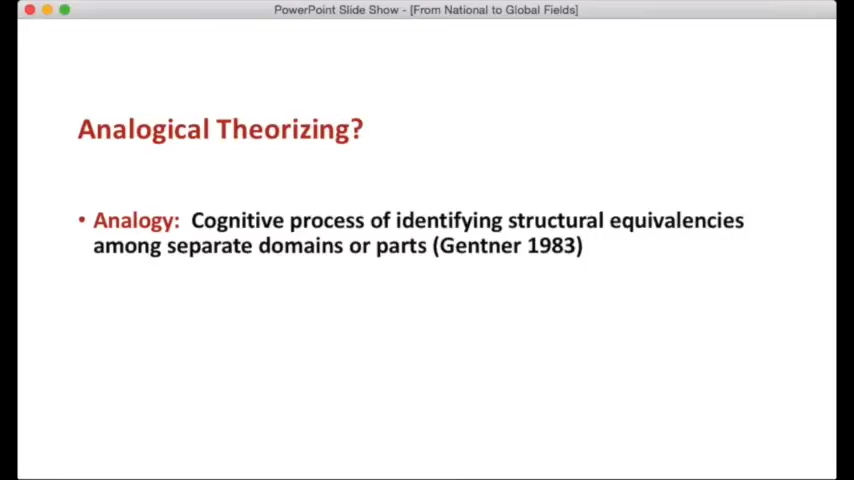 PowerPoint Slide Show - [From National to Global Fields]
Analogical Theorizing?
• Analogy: Cognitive process of identifying structural equivalencies
among separate domains or parts (Gentner 1983)